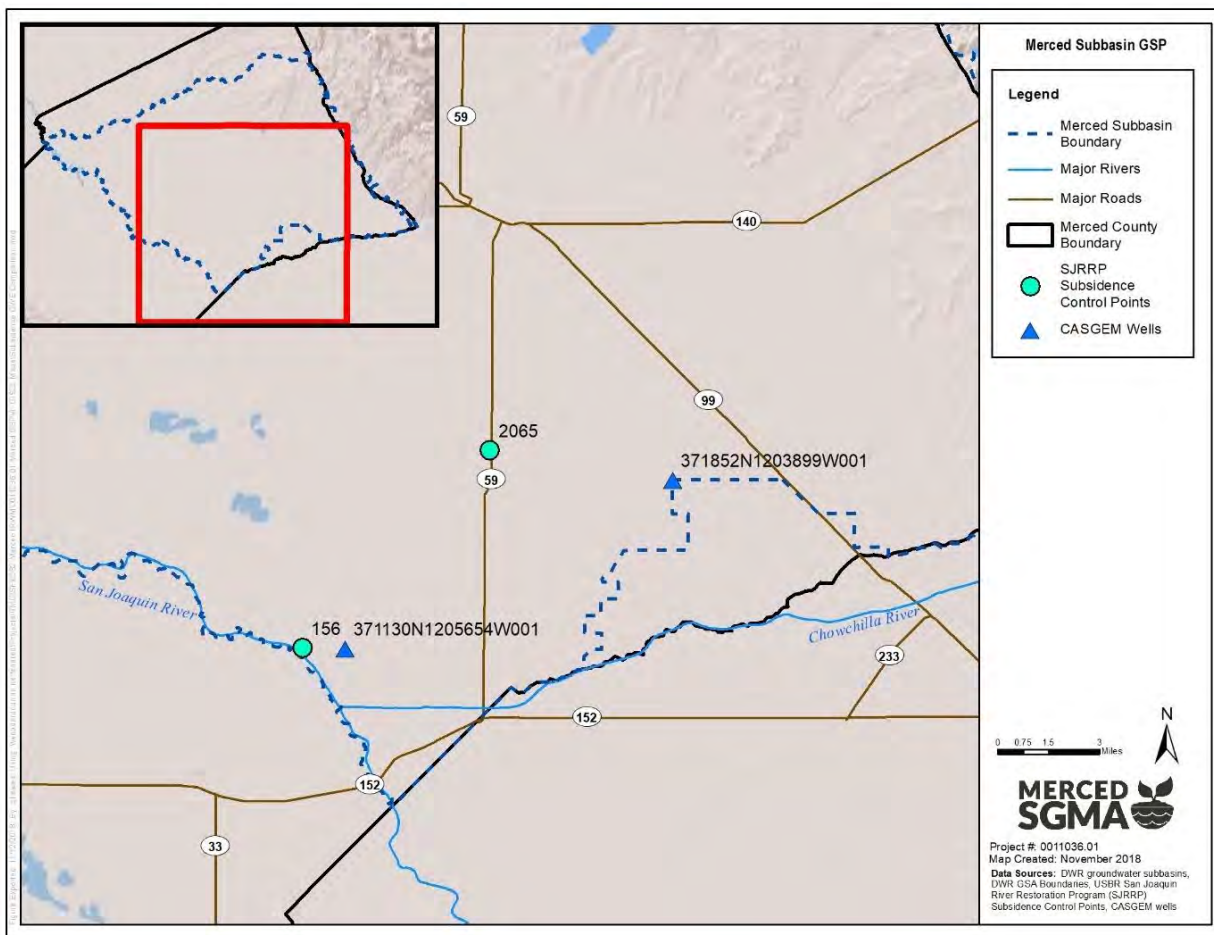 59
140
99
2065
59
371852N1203899W001
San Joaquin River
156
371130N1205654W001
Chowchilla River
233
152
152
33
Merced Subbasin GSP
Legend
Merced Subbasin
Boundary
Major Rivers
Major Roads
Merced County
Boundary
SJRRP
Subsidence
Control Points
CASGEM Wells
N
0 0.75 1.5 3
Miles
MERCED
SGMA
Project #: 0011036.01
Map Created: November 2018
Data Sources: DWR groundwater subbasins,
DWR GSA Boundaries, USBR San Joaquin
River Restoration Program (SJRRP)
Subsidence Control Points, CASGEM wells